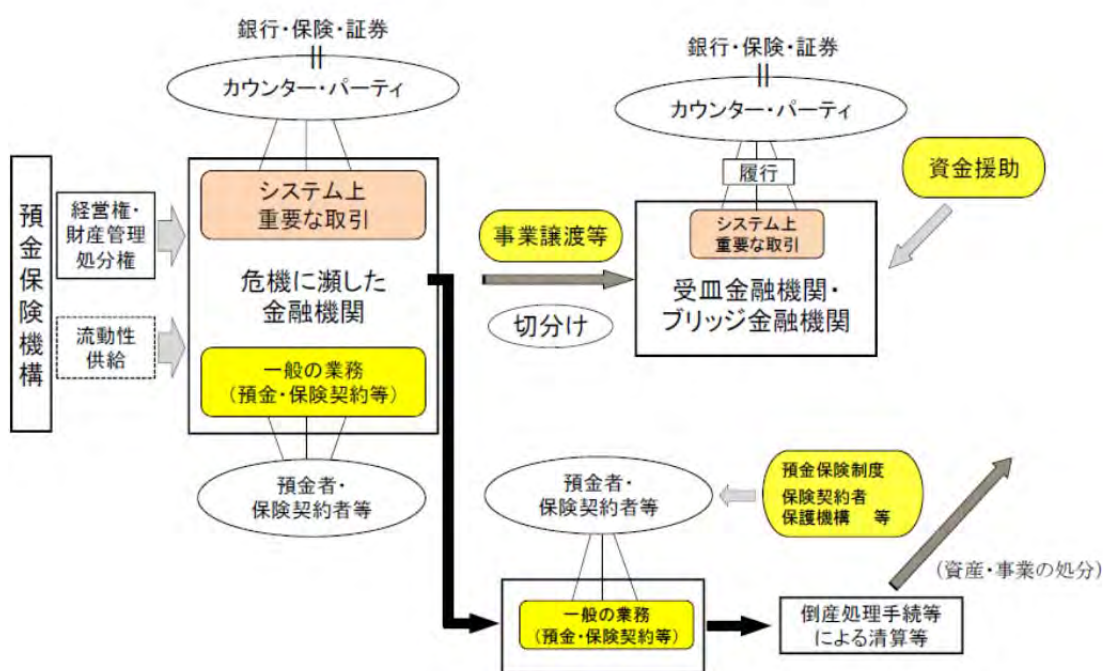 銀行・保険・証券
カウンター・パーティ
預金保険機構
経営権・
財産管理
処分権
流動性
供給
システム上
重要な取引
危機に瀕した
金融機関
一般の業務
(預金・保険契約等)
預金者・
保険契約者等
事業譲渡等
切分け
銀行・保険・証券
カウンター・パーティ
履行
システム上
重要な取引
受皿金融機関・
ブリッジ金融機関
資金援助
預金者・
保険契約者等
預金保険制度
保険契約者
保護機構 等
一般の業務
(預金・保険契約等)
倒産処理手続等
による清算等
(資産・事業の処分)